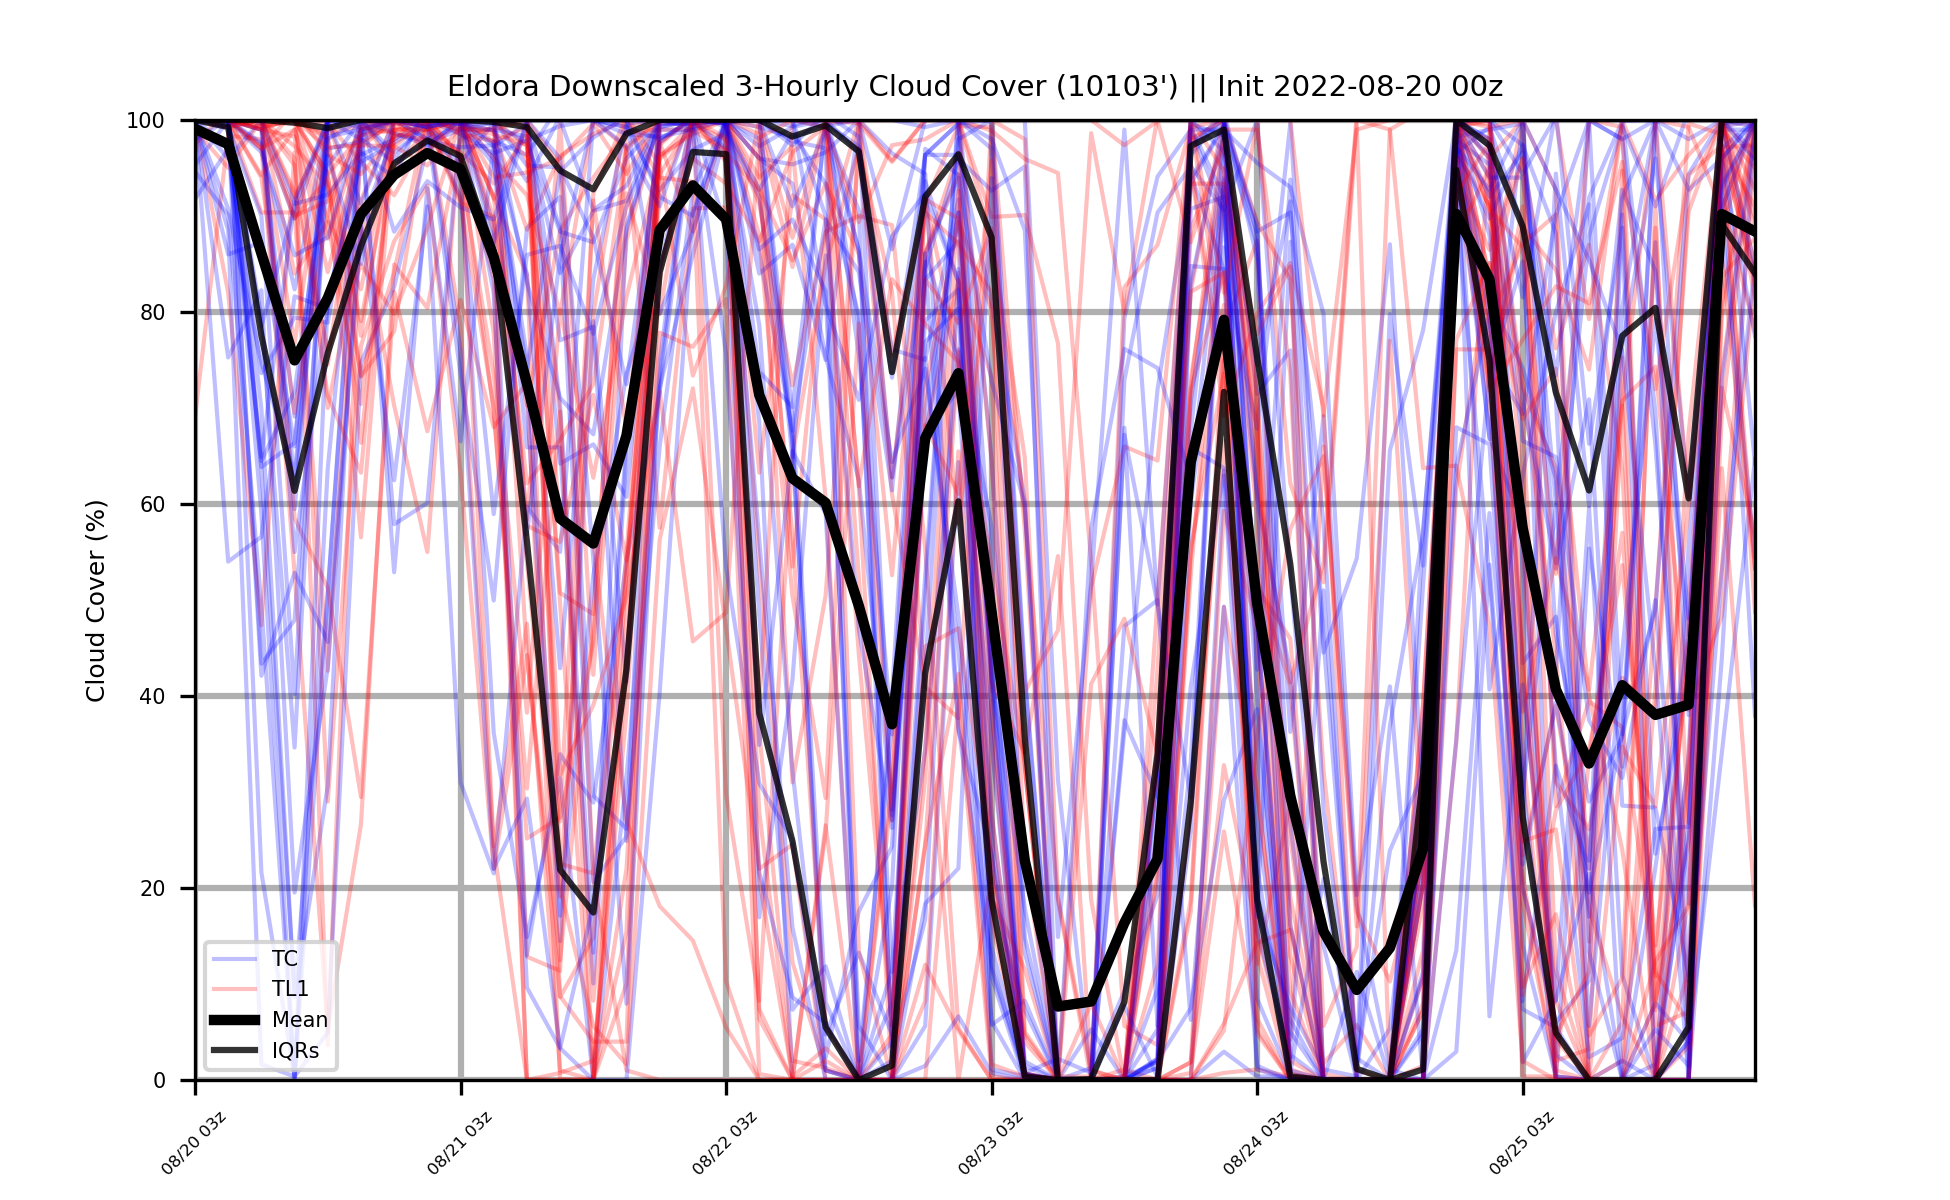 Eldora Downscaled 3-Hourly Cloud Cover (10103') || Init 2022-08-20 00z
Cloud Cover (%)
100
80
60
40
20
0
TC
TL1
Mean
IQRs
08/20 03z
08/21 03z
08/22 03z
08/23 03z
08/24 03z
08/25 03z